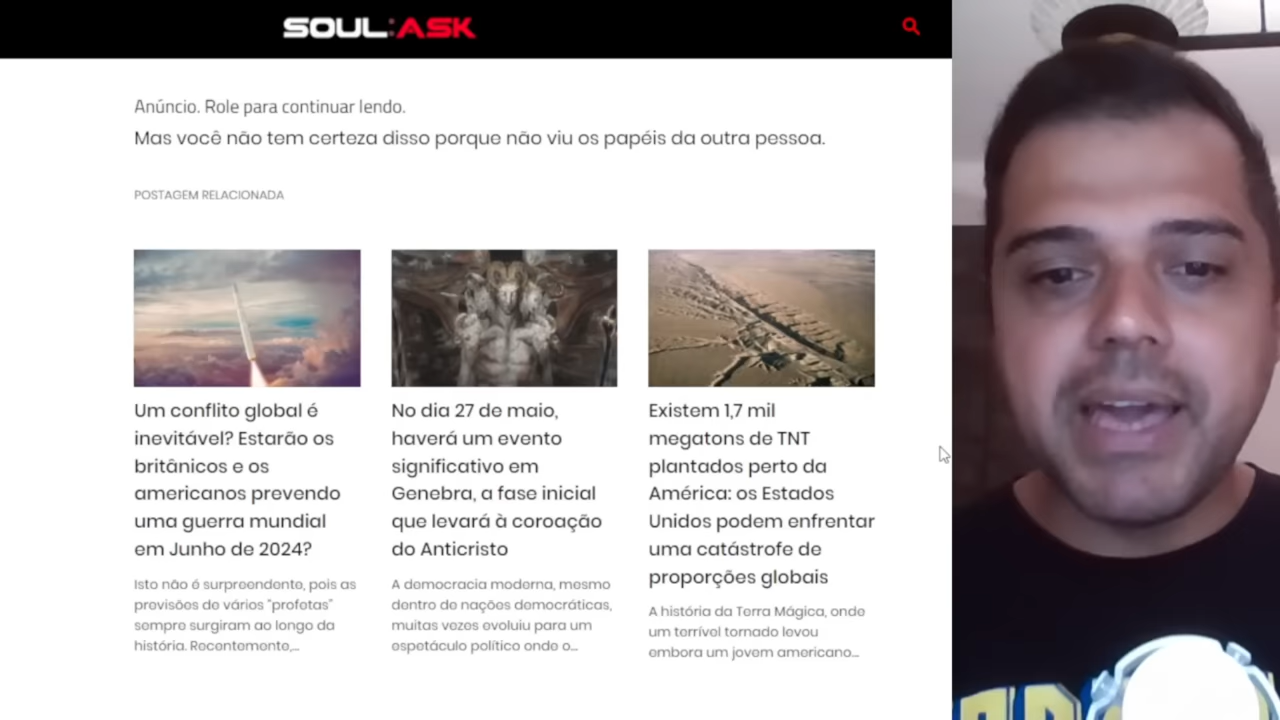 SOUL:ASK
Anúncio. Role para continuar lendo.
Mas você não tem certeza disso porque não viu os papéis da outra pessoa.
POSTAGEM RELACIONADA
Um conflito global é
inevitável? Estarão os
britânicos e os
americanos prevendo
uma guerra mundial
em Junho de 2024?
Isto não é surpreendente, pois as
previsões de vários "profetas"
sempre surgiram ao longo da
história. Recentemente,...
No dia 27 de maio,
haverá um evento
significativo em
Genebra, a fase inicial
que levará à coroação
do Anticristo
A democracia moderna, mesmo
dentro de nações democráticas,
muitas vezes evoluiu para um
espetáculo político onde o...
Existem 1,7 mil
megatons de TNT
plantados perto da
América: os Estados
Unidos podem enfrentar
uma catástrofe de
proporções globais
A história da Terra Mágica, onde
um terrível tornado levou
embora um jovem americano...